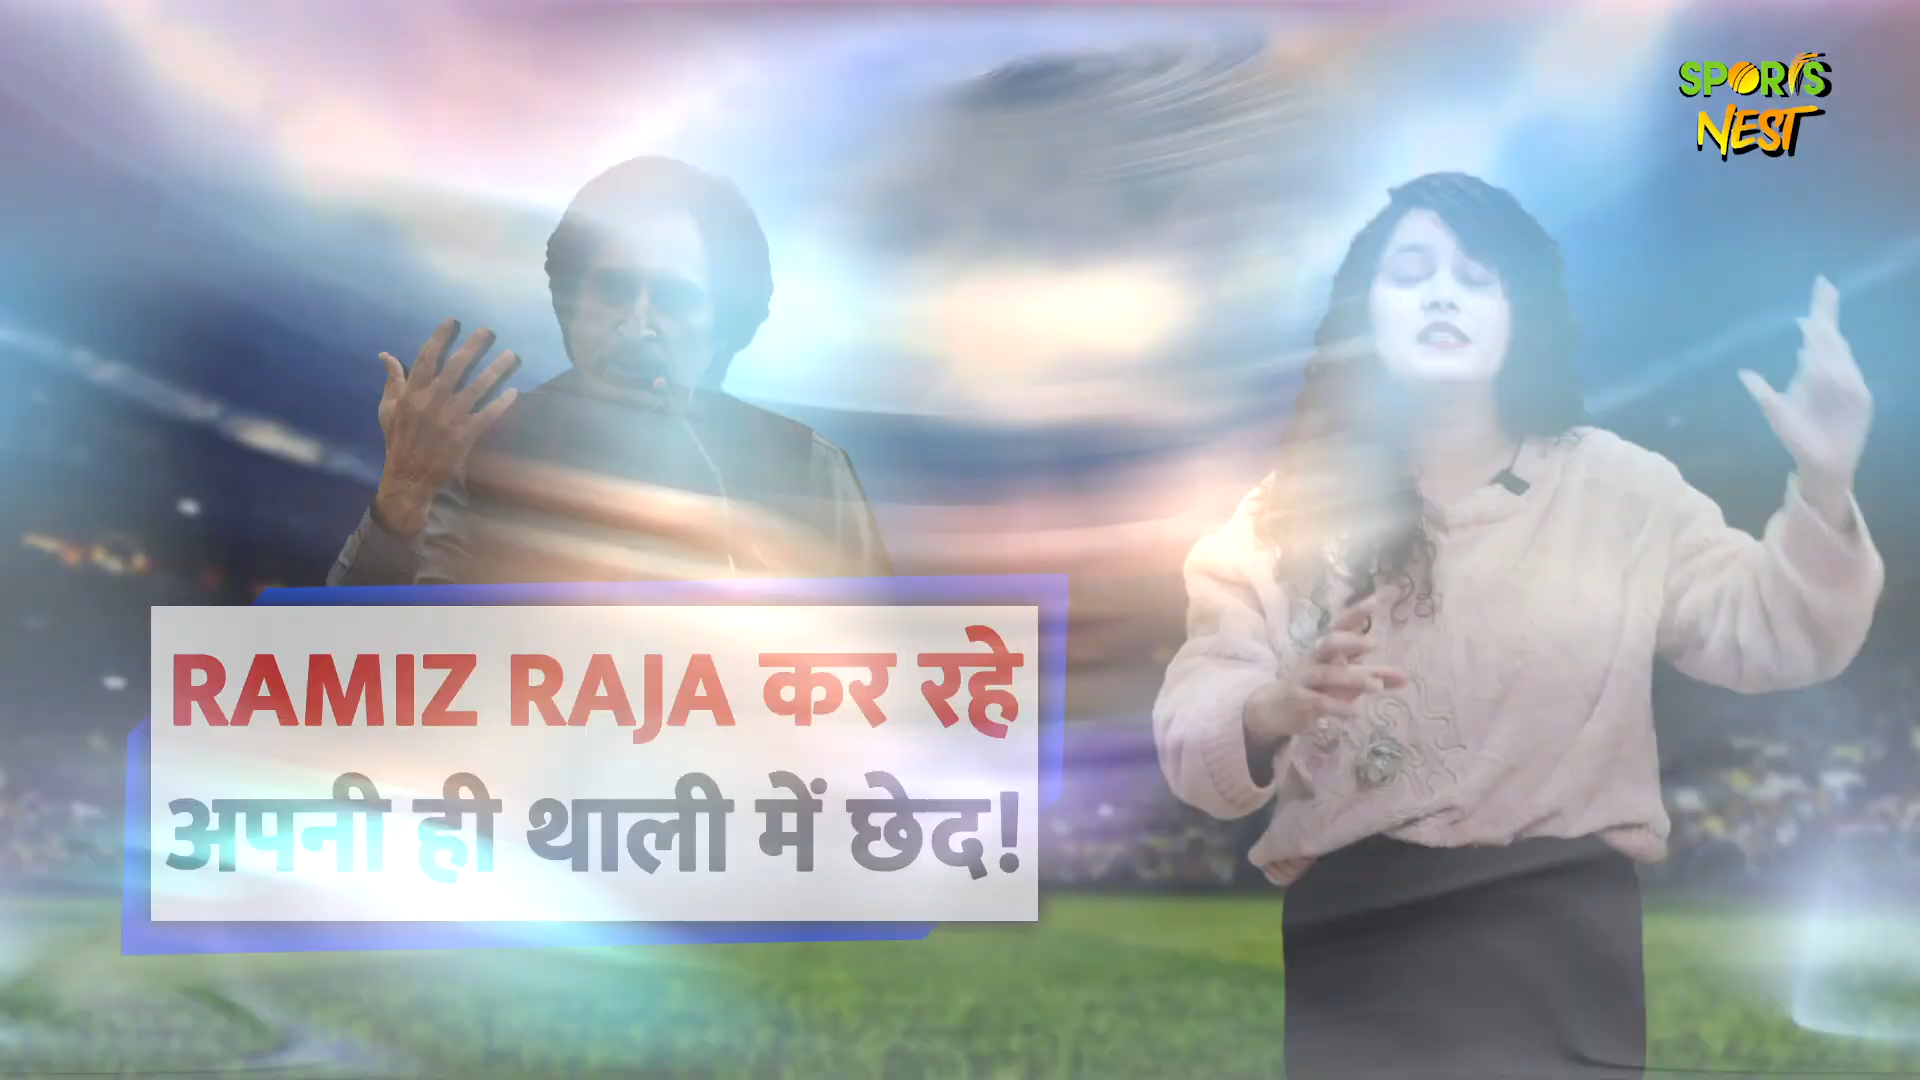 SPORTS
NEST
RAMIZ RAJA कर रहे
अपनी ही थाली में छेद!